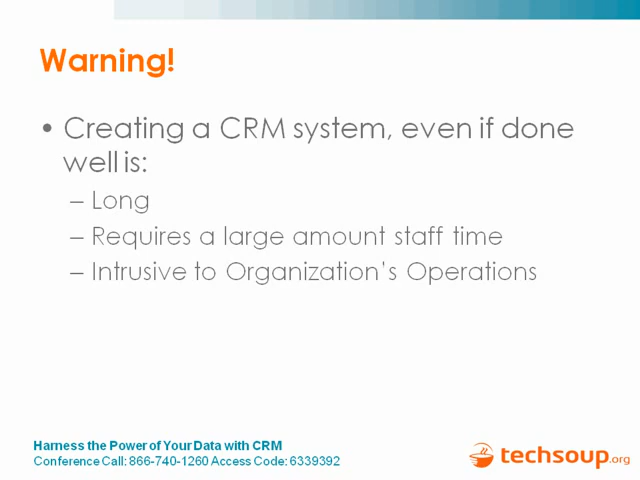 Warning!
• Creating a CRM system, even if done
well is:
– Long
– Requires a large amount staff time
– Intrusive to Organization's Operations
Harness the Power of Your Data with CRM
Conference Call: 866-740-1260 Access Code: 6339392
techsoup.org